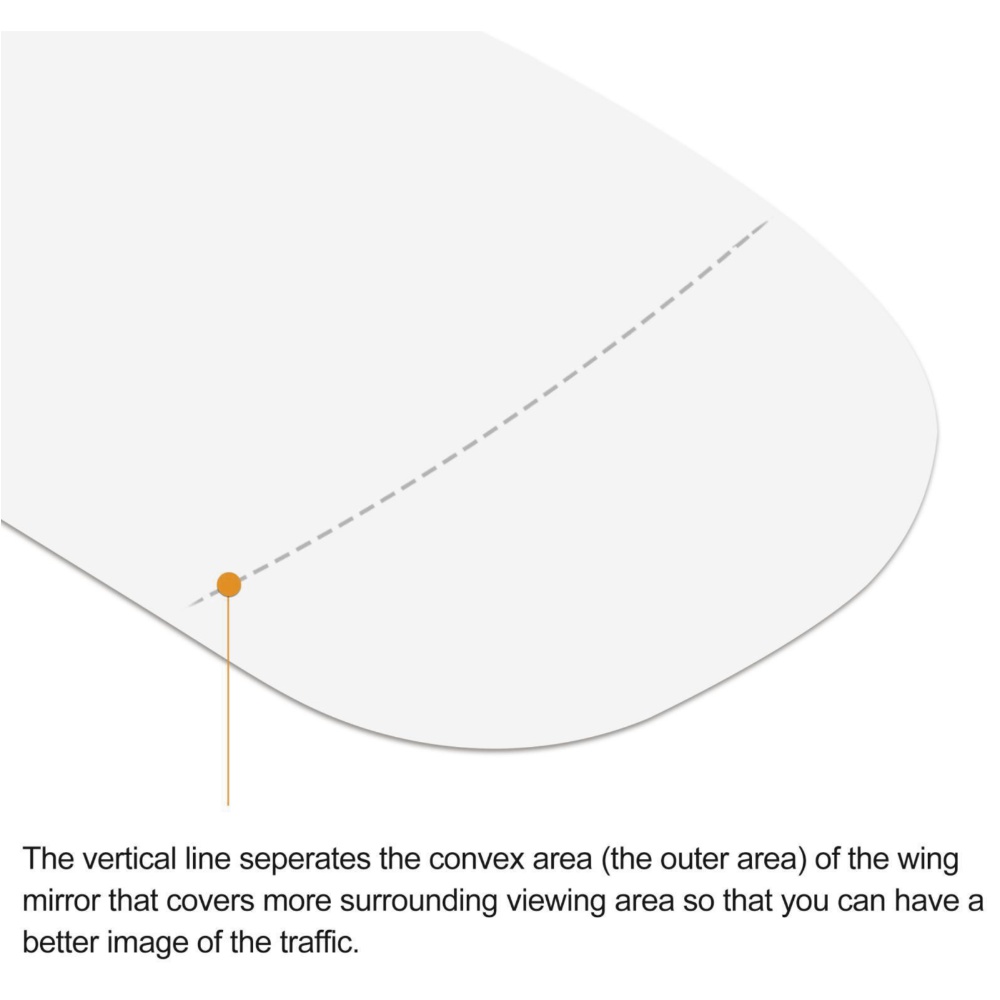 The vertical line seperates the convex area (the outer area) of the wing
mirror that covers more surrounding viewing area so that you can have a
better image of the traffic.